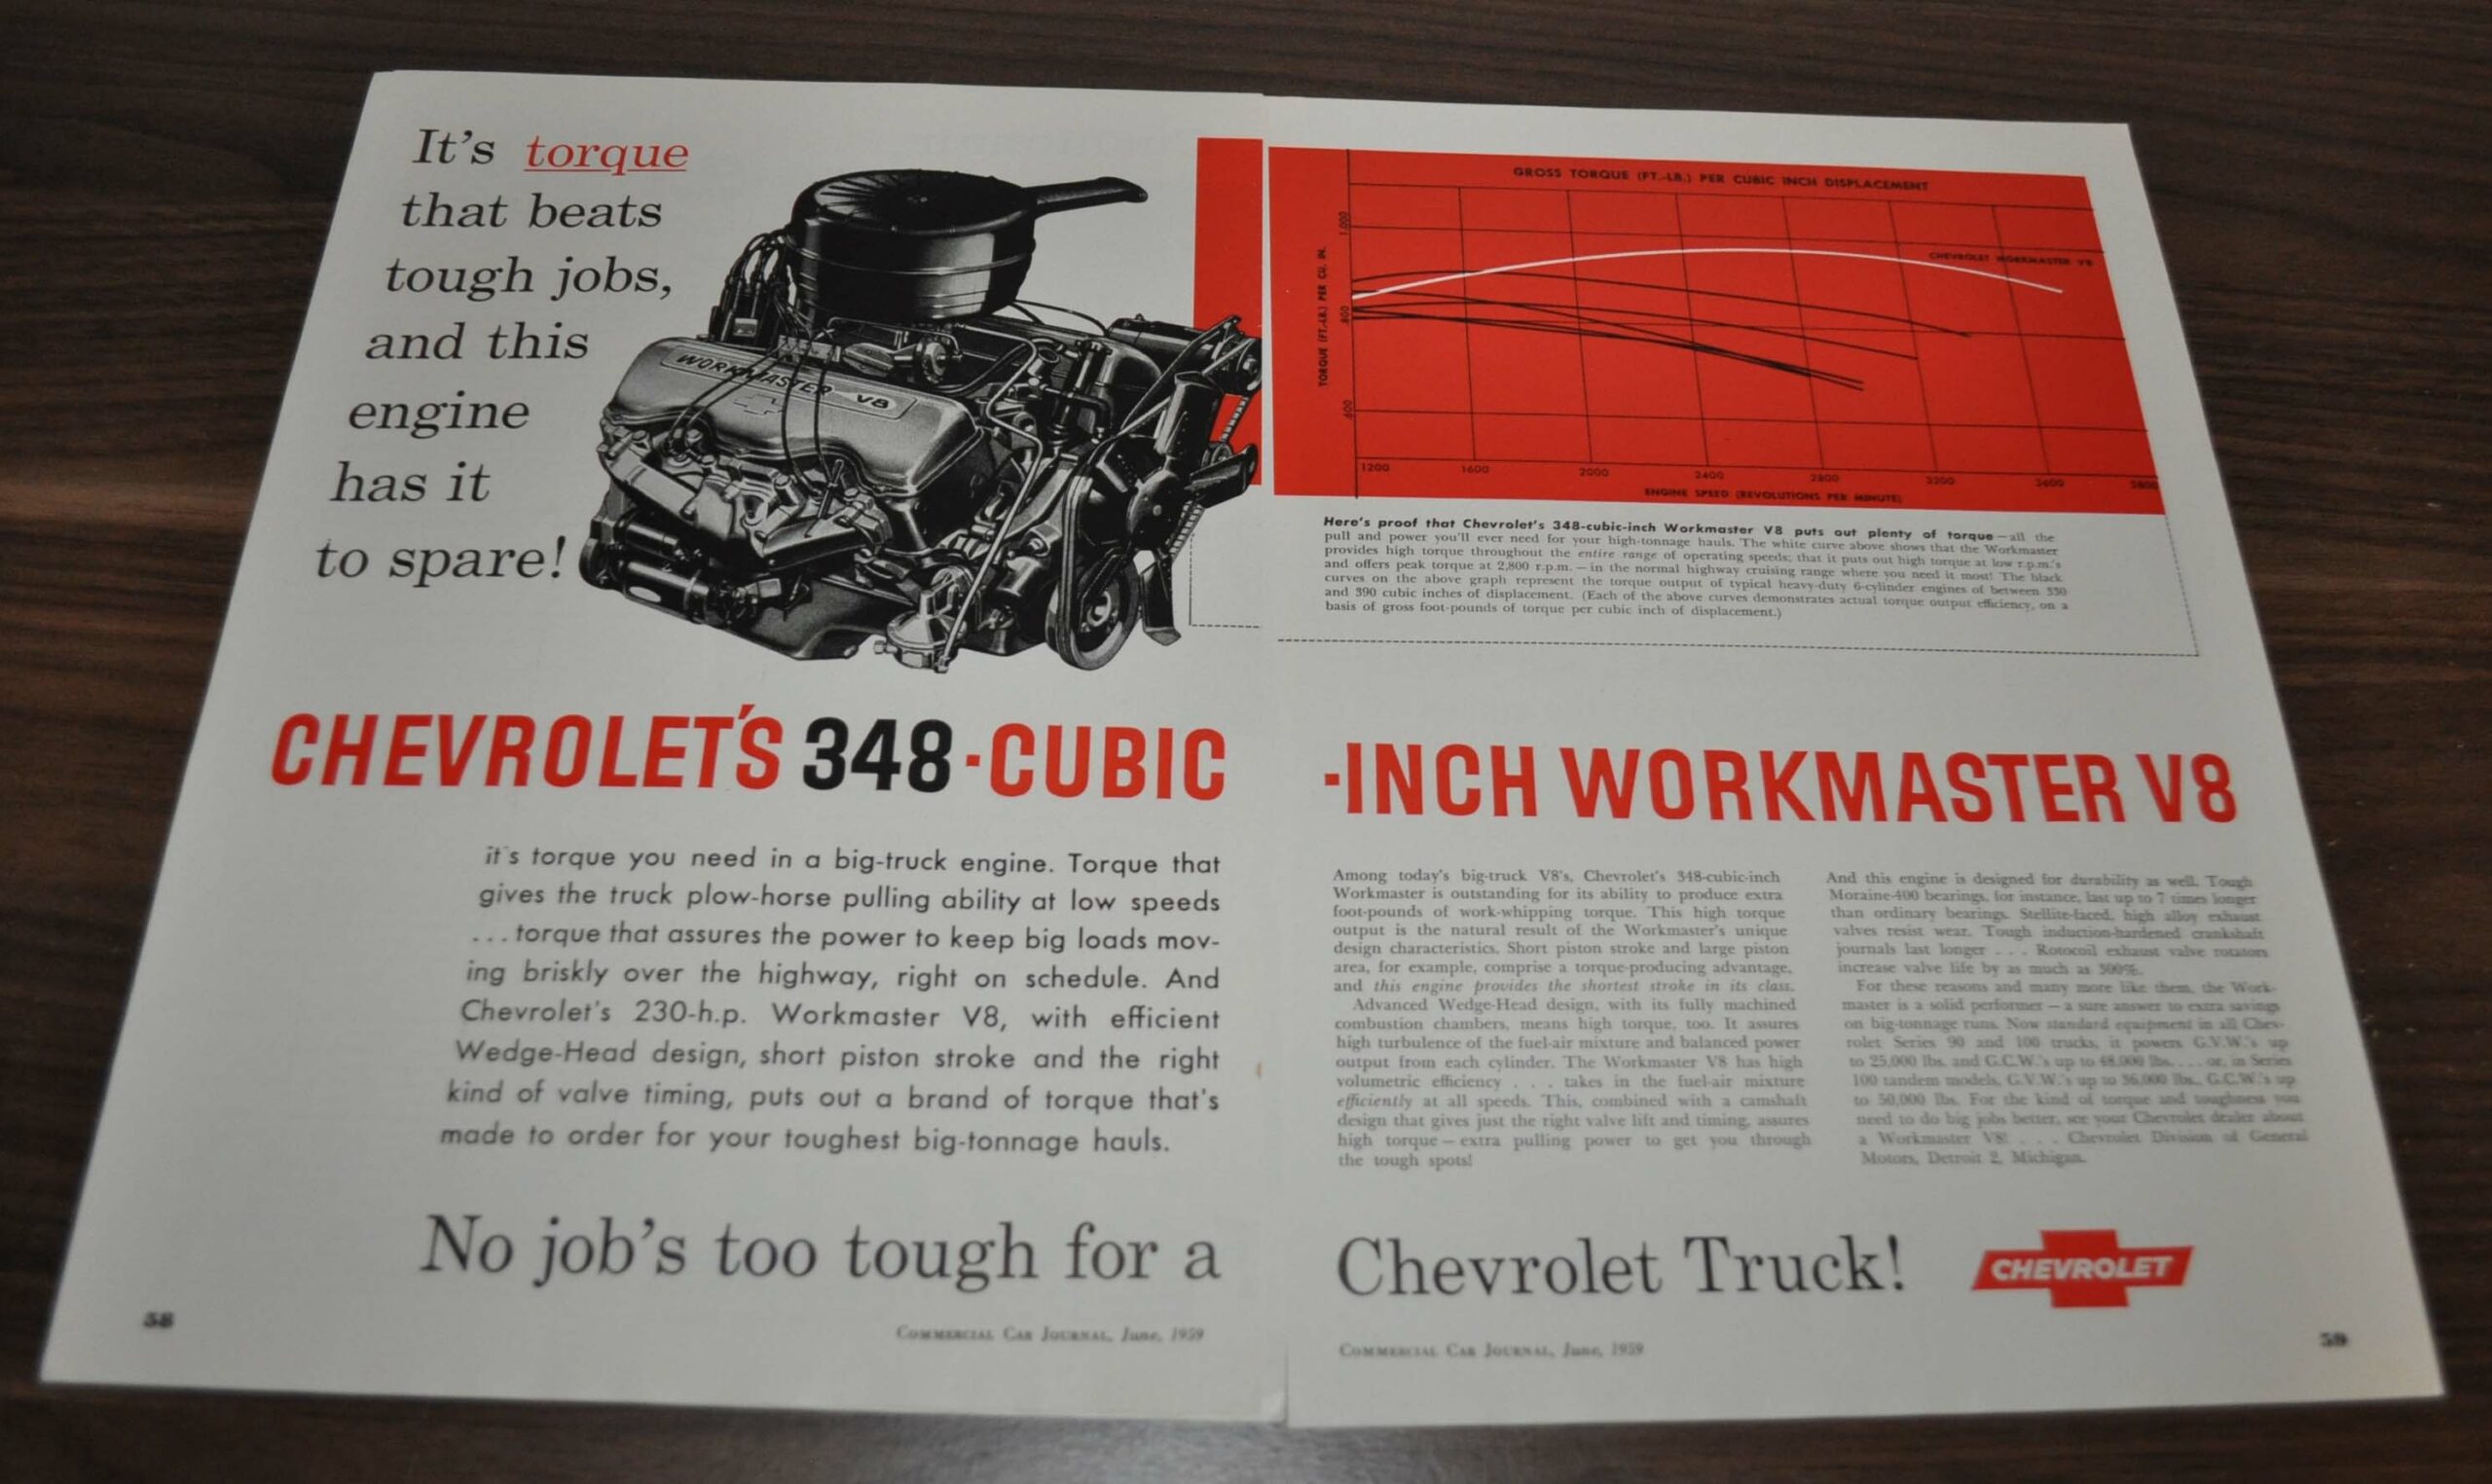 It's torque
that beats
tough jobs,
and this
engine
has it
to spare!
WORKMASTER V8
GROSS TORQUE (FT.-LB.) PER CUBIC INCH DISPLACEMENT
TORQUE (FT.-LB.) PER CU. IN.
1.000
.800
.600
CHEVROLET WORKMASTER V8
1200 1600 2000 2400 2800 3200 3600 3800
ENGINE SPEED (REVOLUTIONS PER MINUTE)
Here's proof that Chevrolet's 348-cubic-inch Workmaster V8 puts out plenty of torque—all the
pull and power you'll ever need for your high-tonnage hauls. The white curve above shows that the Workmaster
provides high torque throughout the entire range of operating speeds; that it puts out high torque at low r.p.m.'s
and offers peak torque at 2,800 r.p.m.—in the normal highway cruising range where you need it most! The black
curves on the above graph represent the torque output of typical heavy-duty 6-cylinder engines of between 330
and 390 cubic inches of displacement. (Each of the above curves demonstrates actual torque output efficiency, on a
basis of gross foot-pounds of torque per cubic inch of displacement.)
CHEVROLET'S 348-CUBIC
-INCH WORKMASTER V8
it's torque you need in a big-truck engine. Torque that
gives the truck plow-horse pulling ability at low speeds
...torque that assures the power to keep big loads mov-
ing briskly over the highway, right on schedule. And
Chevrolet's 230-h.p. Workmaster V8, with efficient
Wedge-Head design, short piston stroke and the right
kind of valve timing, puts out a brand of torque that's
made to order for your toughest big-tonnage hauls.
Among today's big-truck V8's, Chevrolet's 348-cubic-inch
Workmaster is outstanding for its ability to produce extra
foot-pounds of work-whipping torque. This high torque
output is the natural result of the Workmaster's unique
design characteristics. Short piston stroke and large piston
area, for example, comprise a torque-producing advantage,
and this engine provides the shortest stroke in its class.
Advanced Wedge-Head design, with its fully machined
combustion chambers, means high torque, too. It assures
high turbulence of the fuel-air mixture and balanced power
output from each cylinder. The Workmaster V8 has high
volumetric efficiency . . . takes in the fuel-air mixture
efficiently at all speeds. This, combined with a camshaft
design that gives just the right valve lift and timing, assures
high torque—extra pulling power to get you through
the tough spots!
And this engine is designed for durability as well. Tough
Moraine-400 bearings, for instance, last up to 7 times longer
than ordinary bearings. Stellite-faced, high alloy exhaust
valves resist wear. Tough induction-hardened crankshaft
journals last longer . . . Rotocoil exhaust valve rotators
increase valve life by as much as 300%.
For these reasons and many more like them, the Work-
master is a solid performer—a sure answer to extra savings
on big-tonnage runs. Now standard equipment in all Chev-
rolet Series 90 and 100 trucks, it powers G.V.W.'s up
to 25,000 lbs. and G.C.W.'s up to 48,000 lbs. . . . or, in Series
100 tandem models, G.V.W.'s up to 36,000 lbs., G.C.W.'s up
to 50,000 lbs. For the kind of torque and toughness you
need to do big jobs better, see your Chevrolet dealer about
a Workmaster V8! . . . Chevrolet Division of General
Motors, Detroit 2, Michigan.
No job's too tough for a
Chevrolet Truck!
CHEVROLET
58
COMMERCIAL CAR JOURNAL, June, 1959
COMMERCIAL CAR JOURNAL, June, 1959
59